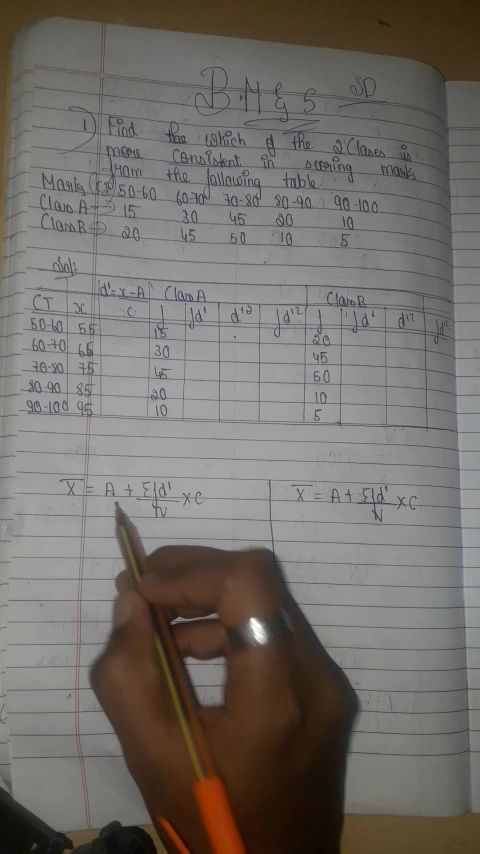 B.M & S SD
1) Find the which of the 2 Classes is
more consistent in scoring marks
from the following table.
Marks 50-60 60-70 70-80 80-90 90-100
Class A → 15 30 45 20 10
Class B → 20 45 50 10 5
Sol:
d'=x-A/C Class A Class B
CI x f fd' d'² fd'² f fd' d'² fd'²
50-60 55 15 20
60-70 65 30 45
70-80 75 45 50
80-90 85 20 10
90-100 95 10 5
X̄ = A + Σfd'/N × C X̄ = A + Σfd'/N × C